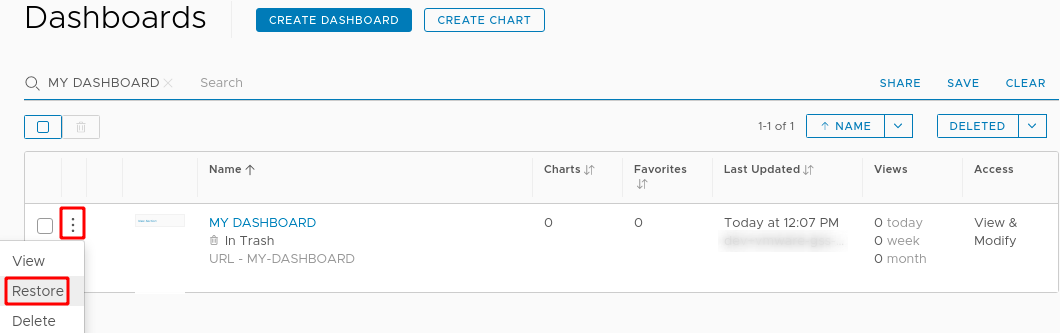 Dashboards
CREATE DASHBOARD
CREATE CHART
MY DASHBOARD
Search
SHARE
SAVE
CLEAR
1-1 of 1
NAME
DELETED
Name
Charts
Favorites
Last Updated
Views
Access
MY DASHBOARD
In Trash
URL - MY-DASHBOARD
0
0
Today at 12:07 PM
0 today
0 week
0 month
View &
Modify
View
Restore
Delete